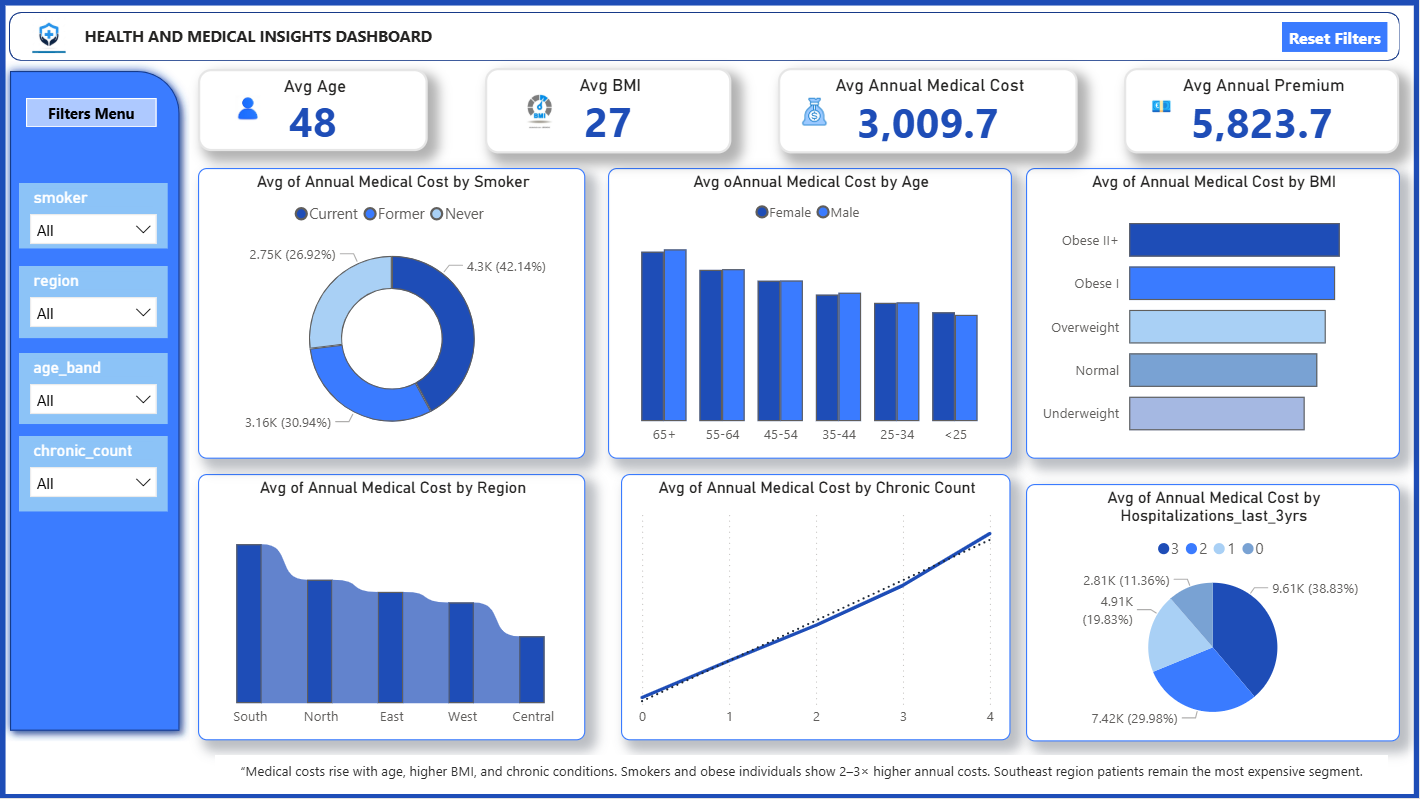 HEALTH AND MEDICAL INSIGHTS DASHBOARD
Reset Filters
Filters Menu
smoker
All
region
All
age_band
All
chronic_count
All
Avg Age
48
BMI
Avg BMI
27
Avg Annual Medical Cost
3,009.7
Avg Annual Premium
5,823.7
Avg of Annual Medical Cost by Smoker
Current Former Never
2.75K (26.92%)
4.3K (42.14%)
3.16K (30.94%)
Avg oAnnual Medical Cost by Age
Female Male
65+ 55-64 45-54 35-44 25-34 <25
Avg of Annual Medical Cost by BMI
Obese II+
Obese I
Overweight
Normal
Underweight
Avg of Annual Medical Cost by Region
South North East West Central
Avg of Annual Medical Cost by Chronic Count
0 1 2 3 4
Avg of Annual Medical Cost by
Hospitalizations_last_3yrs
3 2 1 0
2.81K (11.36%)
9.61K (38.83%)
4.91K
(19.83%)
7.42K (29.98%)
“Medical costs rise with age, higher BMI, and chronic conditions. Smokers and obese individuals show 2–3× higher annual costs. Southeast region patients remain the most expensive segment.